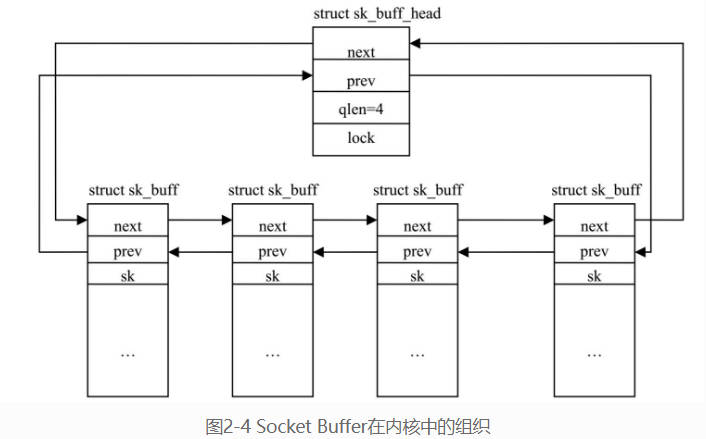 struct sk_buff_head
next
prev
qlen=4
lock
struct sk_buff struct sk_buff struct sk_buff struct sk_buff
next next next next
prev prev prev prev
sk sk sk sk
… … … …
图2-4 Socket Buffer在内核中的组织